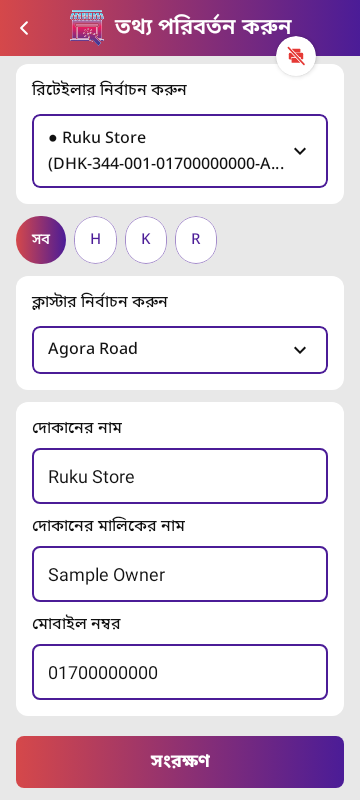 তথ্য পরিবর্তন করুন
রিটেইলার নির্বাচন করুন
● Ruku Store
(DHK-344-001-01700000000-A...
সব H K R
ক্লাস্টার নির্বাচন করুন
Agora Road
দোকানের নাম
Ruku Store
দোকানের মালিকের নাম
Sample Owner
মোবাইল নম্বর
01700000000
সংরক্ষণ